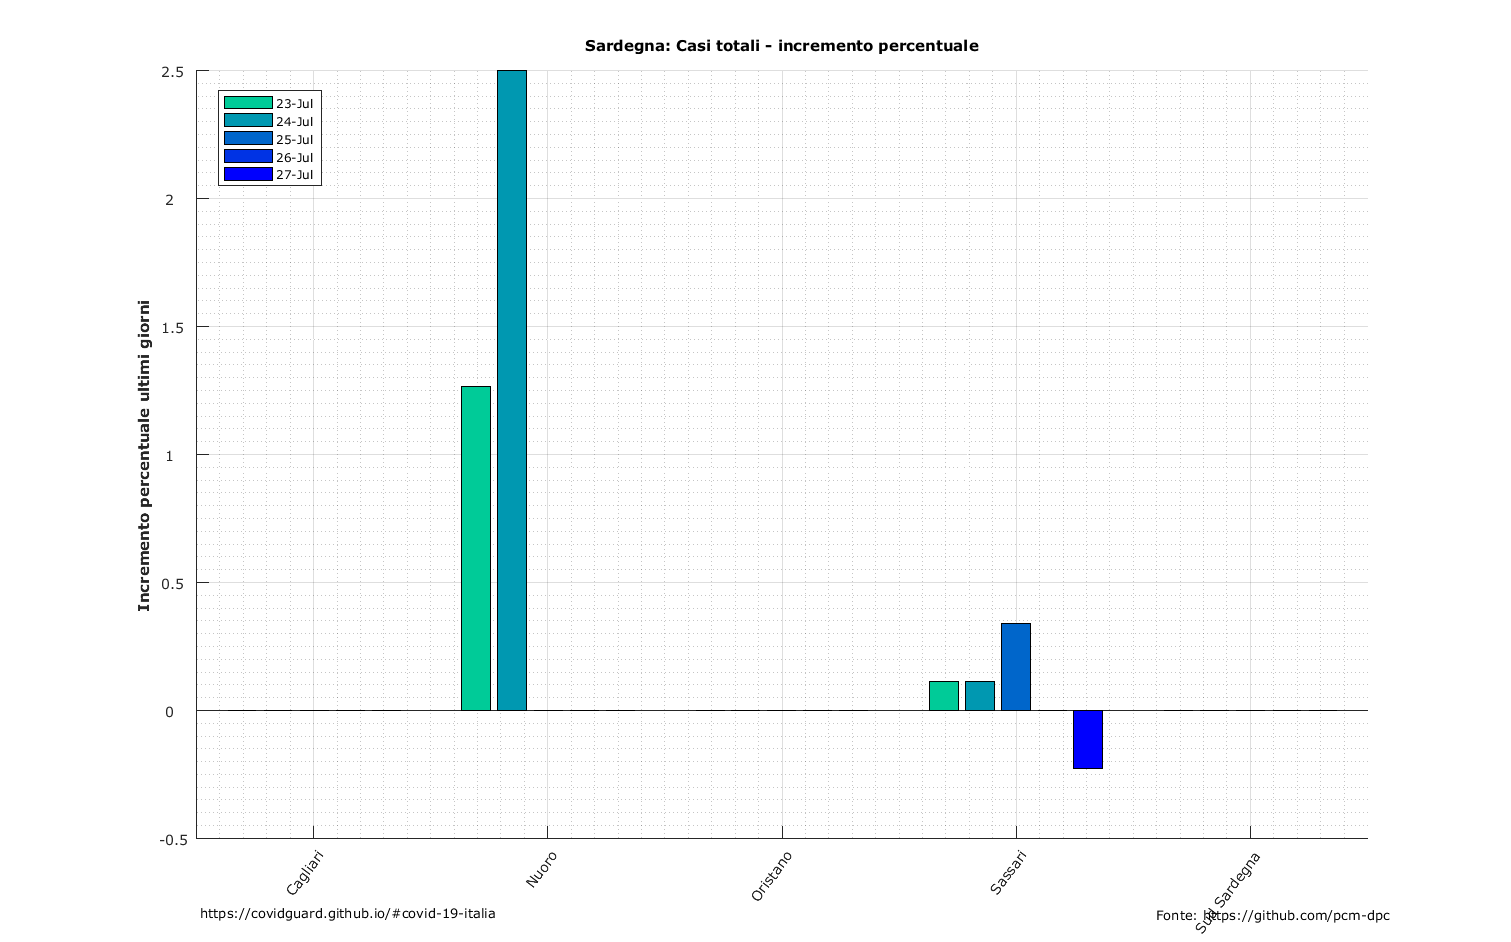 Sardegna: Casi totali - incremento percentuale
2.5
2
1.5
1
0.5
0
-0.5
Incremento percentuale ultimi giorni
23-Jul
24-Jul
25-Jul
26-Jul
27-Jul
Cagliari
Nuoro
Oristano
Sassari
Sud Sardegna
https://covidguard.github.io/#covid-19-italia
Fonte: https://github.com/pcm-dpc